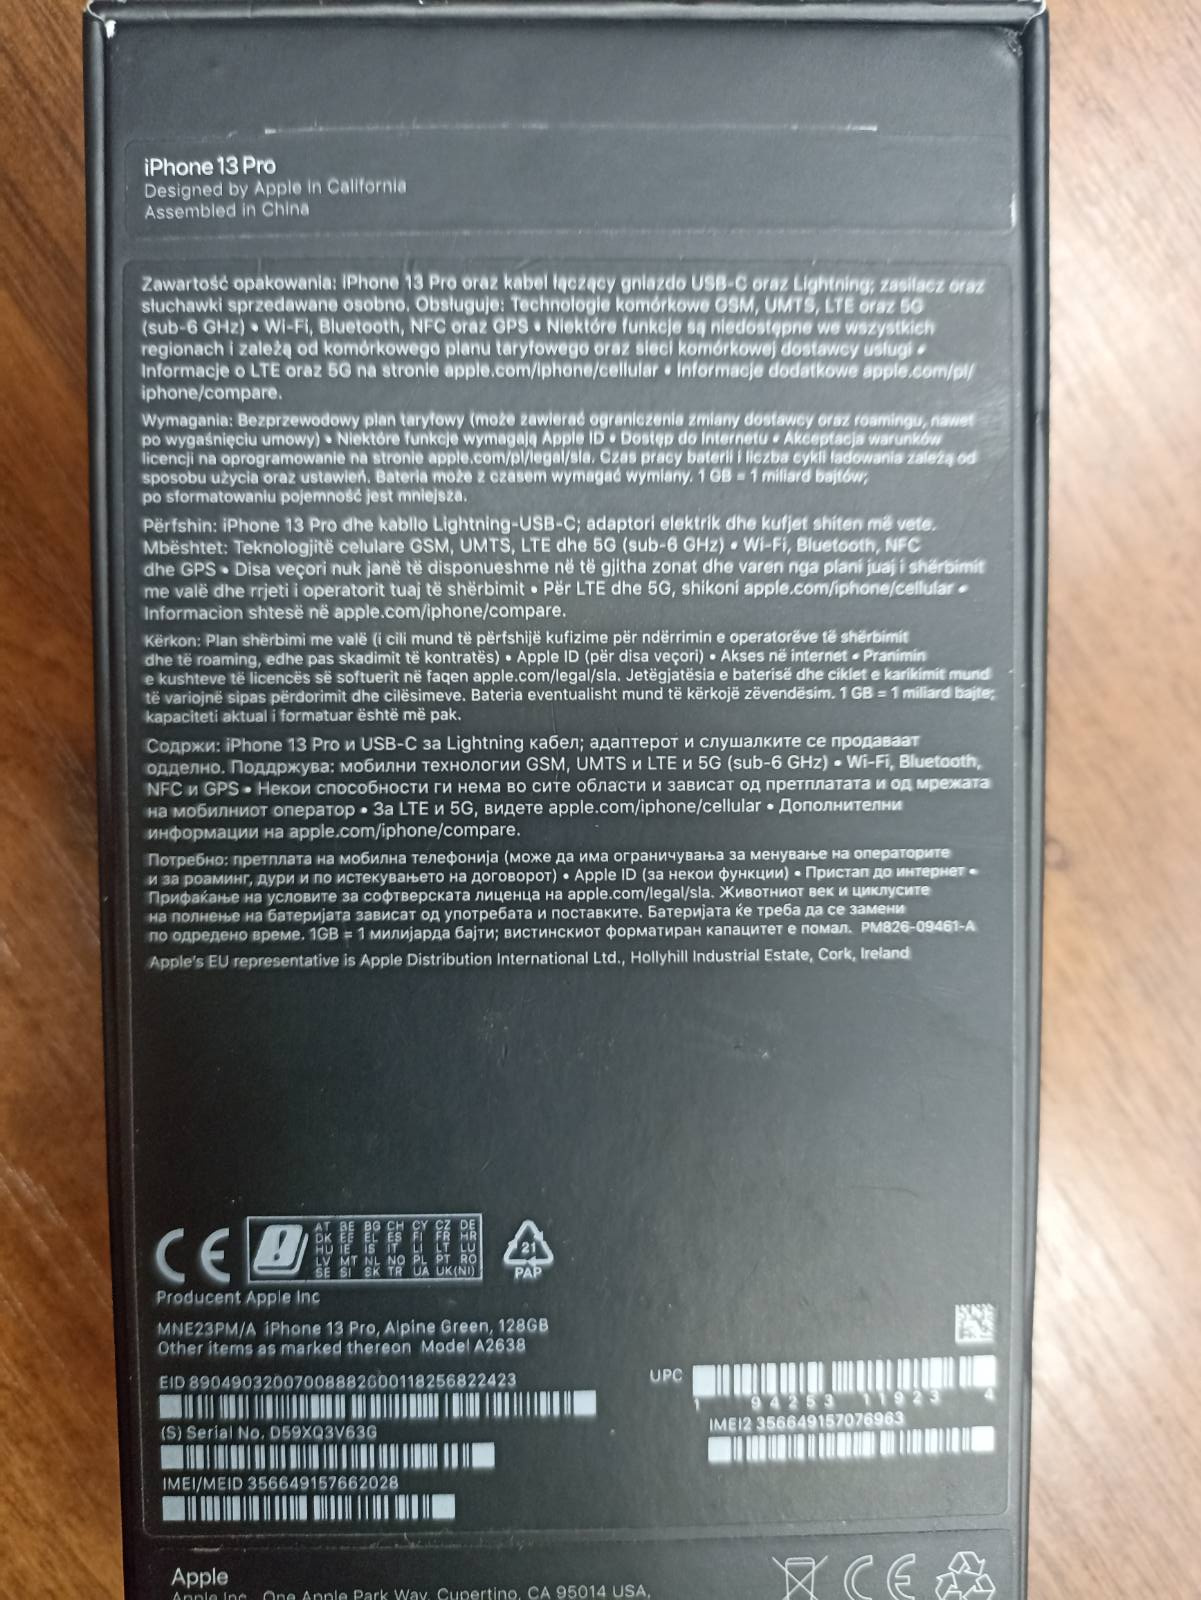 iPhone 13 Pro
Designed by Apple in California
Assembled in China
Zawartość opakowania: iPhone 13 Pro oraz kabel łączący gniazdo USB-C oraz Lightning; zasilacz oraz
słuchawki sprzedawane osobno. Obsługuje: Technologie komórkowe GSM, UMTS, LTE oraz 5G
(sub-6 GHz) • Wi-Fi, Bluetooth, NFC oraz GPS • Niektóre funkcje są niedostępne we wszystkich
regionach i zależą od komórkowego planu taryfowego oraz sieci komórkowej dostawcy usługi •
Informacje o LTE oraz 5G na stronie apple.com/iphone/cellular • Informacje dodatkowe apple.com/pl/
iphone/compare.
Wymagania: Bezprzewodowy plan taryfowy (może zawierać ograniczenia zmiany dostawcy oraz roamingu, nawet
po wygaśnięciu umowy) • Niektóre funkcje wymagają Apple ID • Dostęp do Internetu • Akceptacja warunków
licencji na oprogramowanie na stronie apple.com/pl/legal/sla. Czas pracy baterii i liczba cykli ładowania zależą od
sposobu użycia oraz ustawień. Bateria może z czasem wymagać wymiany. 1 GB = 1 miliard bajtów;
po sformatowaniu pojemność jest mniejsza.
Përfshin: iPhone 13 Pro dhe kabllo Lightning-USB-C; adaptori elektrik dhe kufjet shiten më vete.
Mbështet: Teknologjitë celulare GSM, UMTS, LTE dhe 5G (sub-6 GHz) • Wi-Fi, Bluetooth, NFC
dhe GPS • Disa veçori nuk janë të disponueshme në të gjitha zonat dhe varen nga plani juaj i shërbimit
me valë dhe rrjeti i operatorit tuaj të shërbimit • Për LTE dhe 5G, shikoni apple.com/iphone/cellular •
Informacion shtesë në apple.com/iphone/compare.
Kërkon: Plan shërbimi me valë (i cili mund të përfshijë kufizime për ndërrimin e operatorëve të shërbimit
dhe të roaming, edhe pas skadimit të kontratës) • Apple ID (për disa veçori) • Akses në internet • Pranimin
e kushteve të licencës së softuerit në faqen apple.com/legal/sla. Jetëgjatësia e baterisë dhe ciklet e karikimit mund
të variojnë sipas përdorimit dhe cilësimeve. Bateria eventualisht mund të kërkojë zëvendësim. 1 GB = 1 miliard bajte;
kapaciteti aktual i formatuar është më pak.
Содржи: iPhone 13 Pro и USB-C за Lightning кабел; адаптерот и слушалките се продаваат
одделно. Поддржува: мобилни технологии GSM, UMTS и LTE и 5G (sub-6 GHz) • Wi-Fi, Bluetooth,
NFC и GPS • Некои способности ги нема во сите области и зависат од претплатата и од мрежата
на мобилниот оператор • За LTE и 5G, видете apple.com/iphone/cellular • Дополнителни
информации на apple.com/iphone/compare.
Потребно: претплата на мобилна телефонија (може да има ограничувања за менување на операторите
и за роаминг, дури и по истекувањето на договорот) • Apple ID (за некои функции) • Пристап до интернет •
Прифаќање на условите за софтверската лиценца на apple.com/legal/sla. Животниот век и циклусите
на полнење на батеријата зависат од употребата и поставките. Батеријата ќе треба да се замени
по одредено време. 1GB = 1 милијарда бајти; вистинскиот форматиран капацитет е помал. PM826-09461-A
Apple's EU representative is Apple Distribution International Ltd., Hollyhill Industrial Estate, Cork, Ireland
CE
AT BE BG CH CY CZ DE
DK EE EL ES FI FR HR
HU IE IS IT LI LT LU
LV MT NL NO PL PT RO
SE SI SK TR UA UK(NI)
21
PAP
Producent Apple Inc
MNE23PM/A iPhone 13 Pro, Alpine Green, 128GB
Other items as marked thereon Model A2638
EID 89049032007008882600118256822423
UPC
1 94253 11923 4
(S) Serial No. D59XQ3V63G
IMEI2 356649157076963
IMEI/MEID 356649157662028
Apple
Apple Inc., One Apple Park Way, Cupertino, CA 95014 USA.
CE